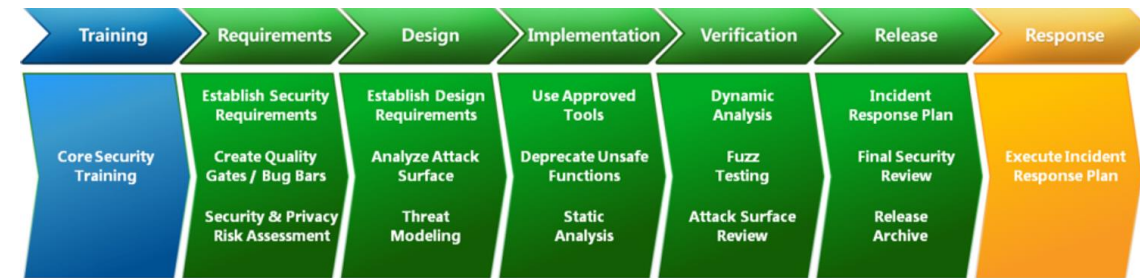 Training
Requirements
Design
Implementation
Verification
Release
Response
Core Security
Training
Establish Security
Requirements
Create Quality
Gates / Bug Bars
Security & Privacy
Risk Assessment
Establish Design
Requirements
Analyze Attack
Surface
Threat
Modeling
Use Approved
Tools
Deprecate Unsafe
Functions
Static
Analysis
Dynamic
Analysis
Fuzz
Testing
Attack Surface
Review
Incident
Response Plan
Final Security
Review
Release
Archive
Execute Incident
Response Plan